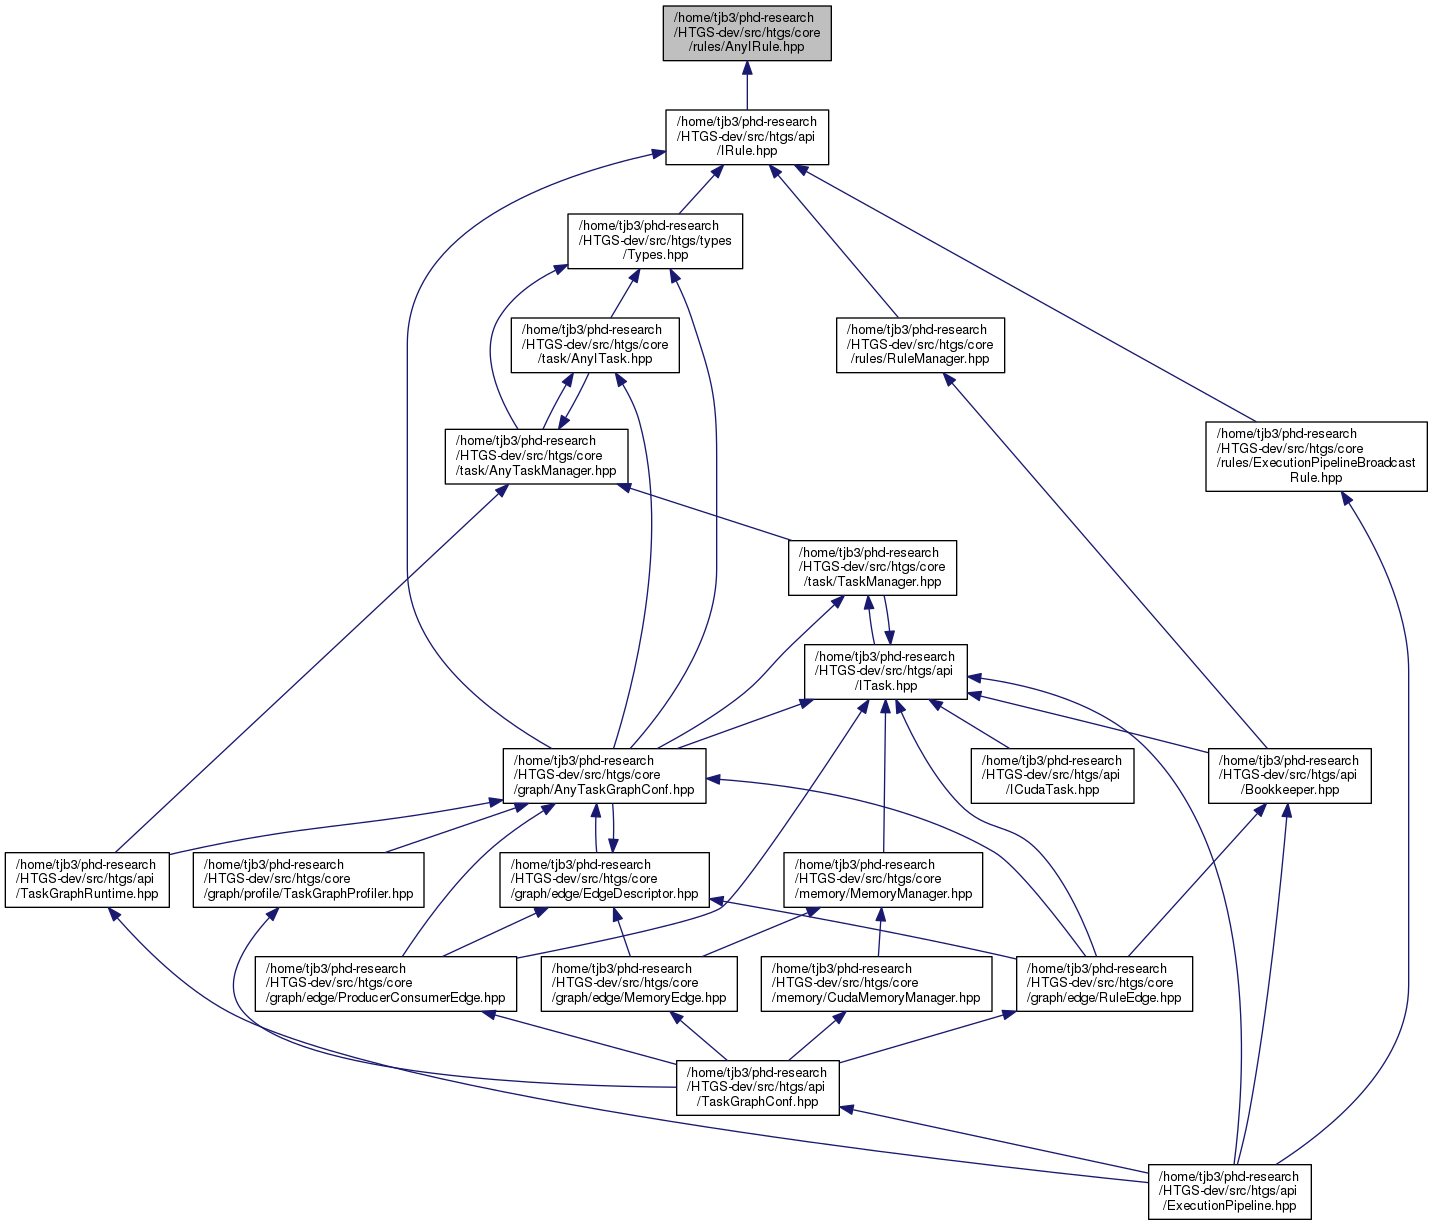 /home/tjb3/phd-research
/HTGS-dev/src/htgs/core
/rules/AnyIRule.hpp
/home/tjb3/phd-research
/HTGS-dev/src/htgs/api
/IRule.hpp
/home/tjb3/phd-research
/HTGS-dev/src/htgs/types
/Types.hpp
/home/tjb3/phd-research
/HTGS-dev/src/htgs/core
/task/AnyITask.hpp
/home/tjb3/phd-research
/HTGS-dev/src/htgs/core
/rules/RuleManager.hpp
/home/tjb3/phd-research
/HTGS-dev/src/htgs/core
/task/AnyTaskManager.hpp
/home/tjb3/phd-research
/HTGS-dev/src/htgs/core
/rules/ExecutionPipelineBroadcast
Rule.hpp
/home/tjb3/phd-research
/HTGS-dev/src/htgs/core
/task/TaskManager.hpp
/home/tjb3/phd-research
/HTGS-dev/src/htgs/api
/ITask.hpp
/home/tjb3/phd-research
/HTGS-dev/src/htgs/core
/graph/AnyTaskGraphConf.hpp
/home/tjb3/phd-research
/HTGS-dev/src/htgs/api
/ICudaTask.hpp
/home/tjb3/phd-research
/HTGS-dev/src/htgs/api
/Bookkeeper.hpp
/home/tjb3/phd-research
/HTGS-dev/src/htgs/api
/TaskGraphRuntime.hpp
/home/tjb3/phd-research
/HTGS-dev/src/htgs/core
/graph/profile/TaskGraphProfiler.hpp
/home/tjb3/phd-research
/HTGS-dev/src/htgs/core
/graph/edge/EdgeDescriptor.hpp
/home/tjb3/phd-research
/HTGS-dev/src/htgs/core
/memory/MemoryManager.hpp
/home/tjb3/phd-research
/HTGS-dev/src/htgs/core
/graph/edge/ProducerConsumerEdge.hpp
/home/tjb3/phd-research
/HTGS-dev/src/htgs/core
/graph/edge/MemoryEdge.hpp
/home/tjb3/phd-research
/HTGS-dev/src/htgs/core
/memory/CudaMemoryManager.hpp
/home/tjb3/phd-research
/HTGS-dev/src/htgs/core
/graph/edge/RuleEdge.hpp
/home/tjb3/phd-research
/HTGS-dev/src/htgs/api
/TaskGraphConf.hpp
/home/tjb3/phd-research
/HTGS-dev/src/htgs/api
/ExecutionPipeline.hpp